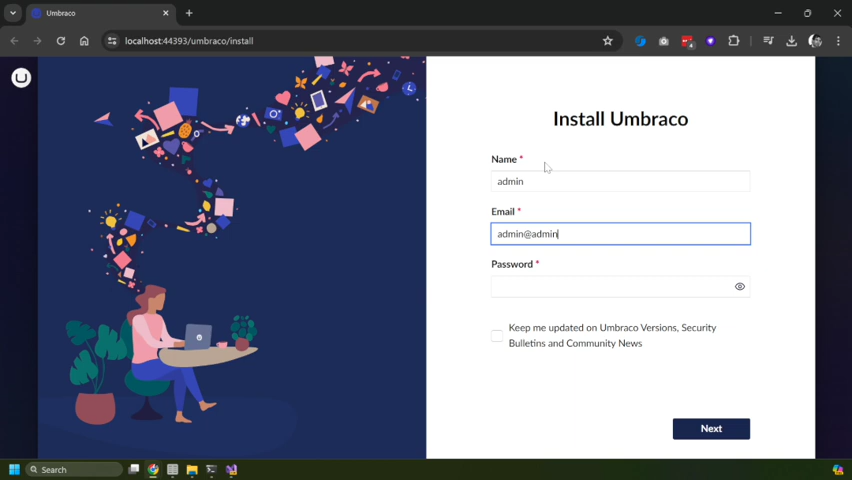 Umbraco
localhost:44393/umbraco/install
4
Install Umbraco
Name *
admin
Email *
admin@admin
Password *
Keep me updated on Umbraco Versions, Security
Bulletins and Community News
Next
Search